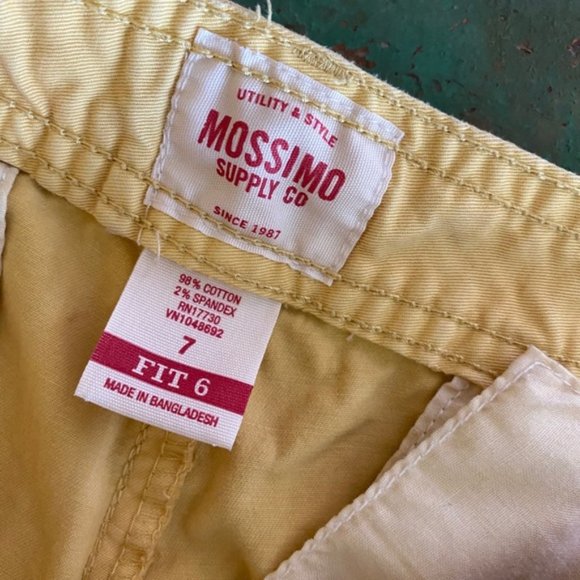 UTILITY & STYLE
MOSSIMO
SUPPLY CO
SINCE 1987
98% COTTON
2% SPANDEX
RN17730
VN1048692
7
FIT 6
MADE IN BANGLADESH